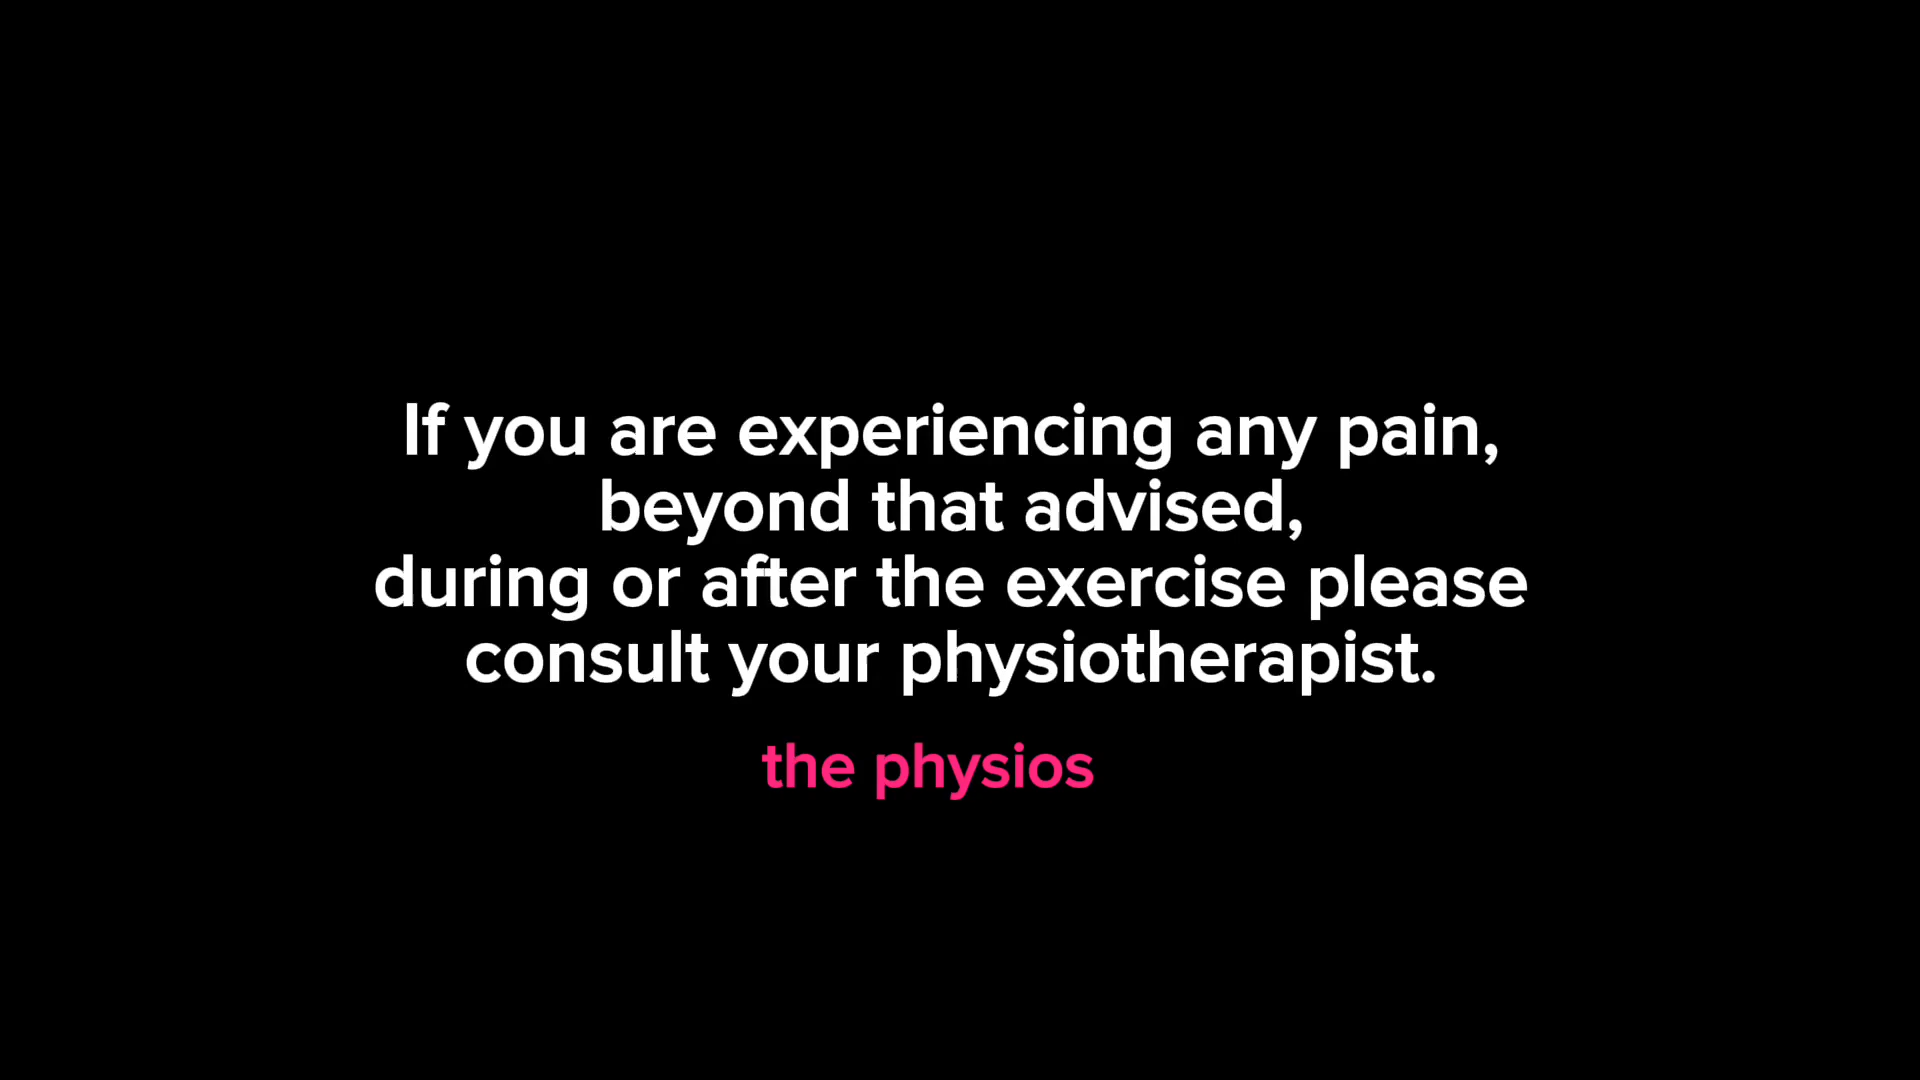 If you are experiencing any pain,
beyond that advised,
during or after the exercise please
consult your physiotherapist.
the physios